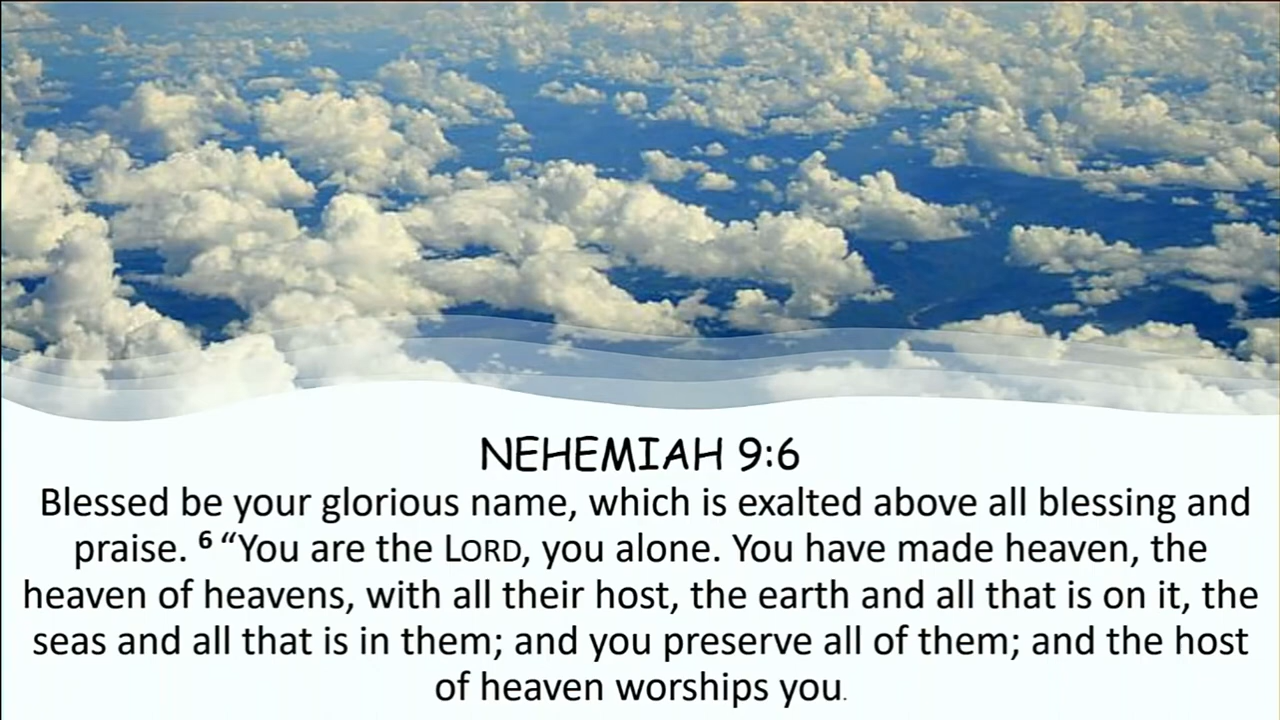 NEHEMIAH 9:6
Blessed be your glorious name, which is exalted above all blessing and
praise. ⁶ “You are the LORD, you alone. You have made heaven, the
heaven of heavens, with all their host, the earth and all that is on it, the
seas and all that is in them; and you preserve all of them; and the host
of heaven worships you.